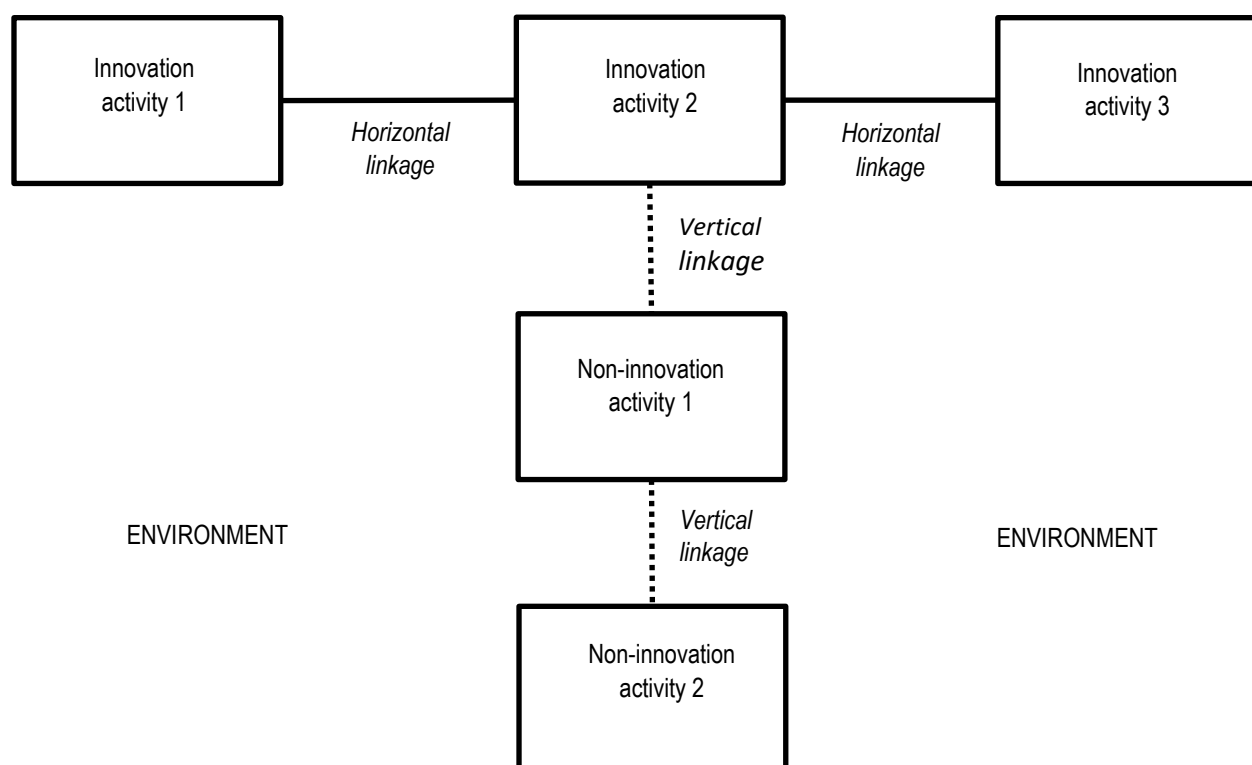 Innovation
activity 1
Innovation
activity 2
Innovation
activity 3
Horizontal
linkage
Horizontal
linkage
Vertical
linkage
Non-innovation
activity 1
Vertical
linkage
ENVIRONMENT
ENVIRONMENT
Non-innovation
activity 2